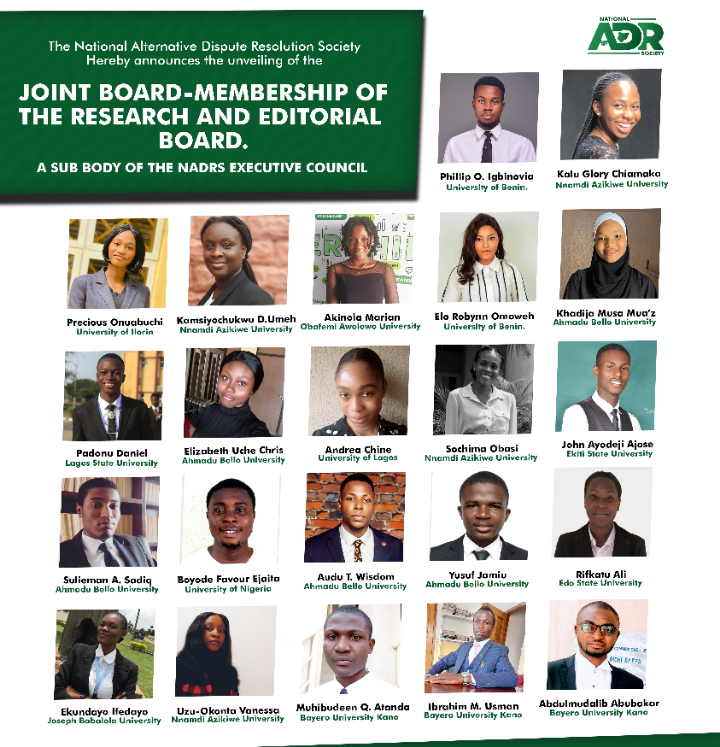 The National Alternative Dispute Resolution Society
Hereby announces the unveiling of the
JOINT BOARD-MEMBERSHIP OF
THE RESEARCH AND EDITORIAL
BOARD.
A SUB BODY OF THE NADRS EXECUTIVE COUNCIL
NATIONAL
ADR
SOCIETY
Phillip O. Igbinovia
University of Benin.
Kalu Glory Chiamaka
Nnamdi Azikiwe University
Precious Onuabuchi
University of Ilorin
Kamsiyochukwu D.Umeh
Nnamdi Azikiwe University
Akinola Marian
Obafemi Awolowo University
Elo Robynn Omoweh
University of Benin.
Khadija Musa Mua'z
Ahmadu Bello University
Padonu Daniel
Lagos State University
Elizabeth Uche Chris
Ahmadu Bello University
Andrea Chine
University of Lagos
Sochima Obasi
Nnamdi Azikiwe University
John Ayodeji Ajose
Ekiti State University
Sulieman A. Sadiq
Ahmadu Bello University
Boyode Favour Ejaita
University of Nigeria
Audu T. Wisdom
Ahmadu Bello University
Yusuf Jamiu
Ahmadu Bello University
Rifkatu Ali
Edo State University
Ekundayo Ifedayo
Joseph Babalola University
Uzu-Okonta Vanessa
Nnamdi Azikiwe University
Muhibudeen Q. Atanda
Bayero University Kano
Ibrahim M. Usman
Bayero University Kano
Abdulmudalib Abubakar
Bayero University Kano